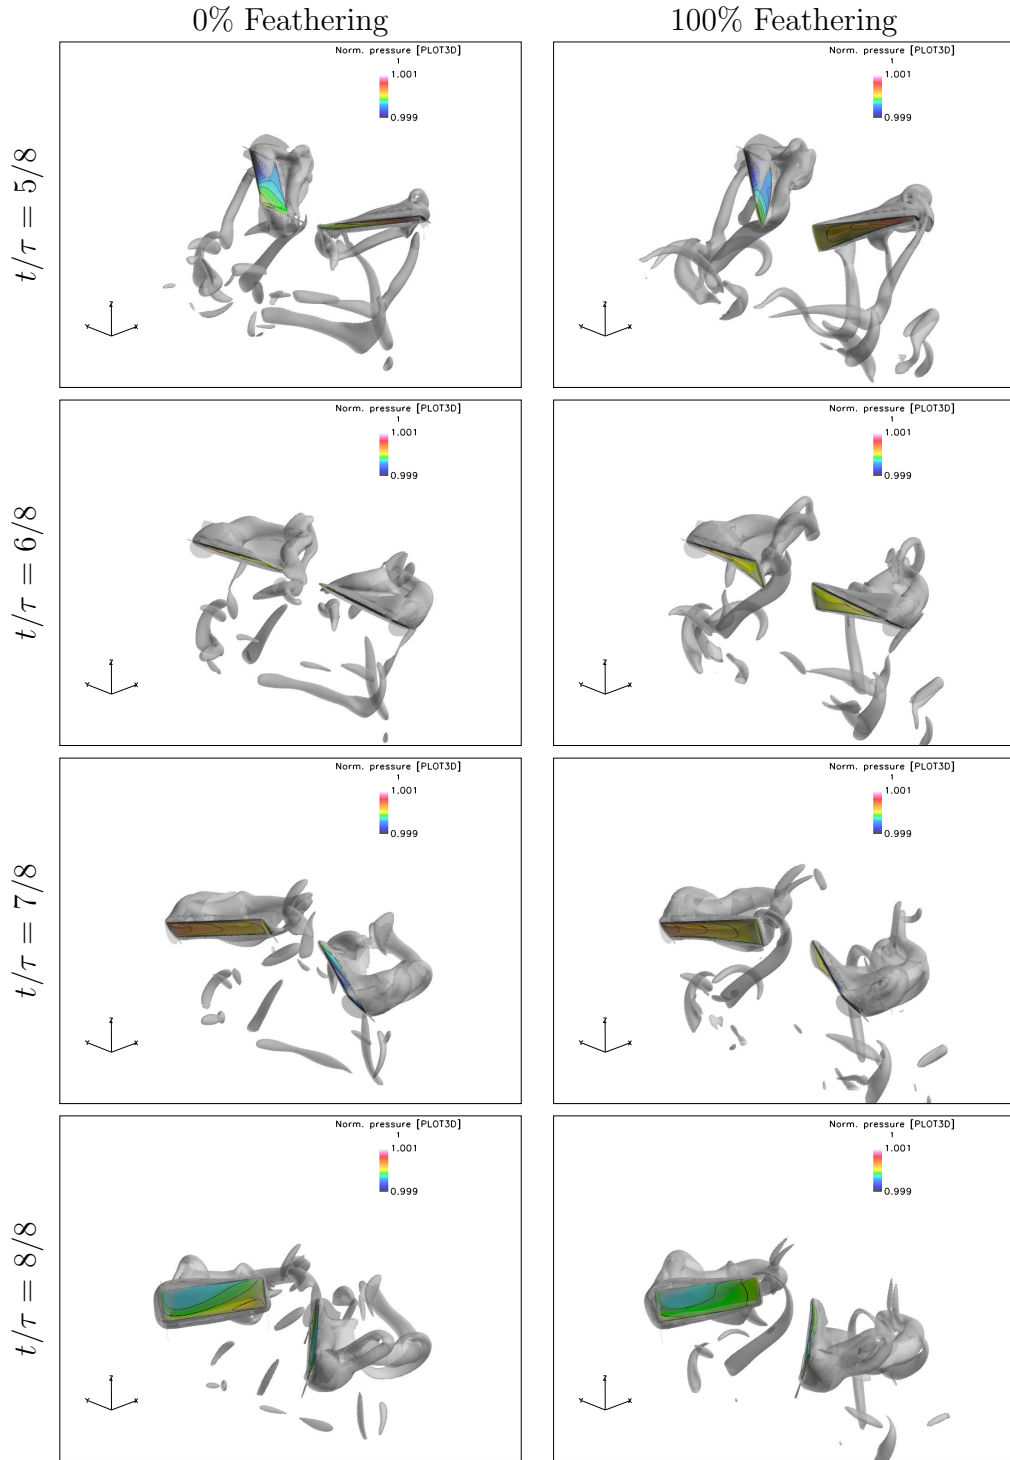 0% Feathering 100% Feathering
t/τ = 5/8
Norm. pressure [PLOT3D]
1
1.001
0.999
Z
Y X
Norm. pressure [PLOT3D]
1
1.001
0.999
Z
Y X
t/τ = 6/8
Norm. pressure [PLOT3D]
1
1.001
0.999
Z
Y X
Norm. pressure [PLOT3D]
1
1.001
0.999
Z
Y X
t/τ = 7/8
Norm. pressure [PLOT3D]
1
1.001
0.999
Z
Y X
Norm. pressure [PLOT3D]
1
1.001
0.999
Z
Y X
t/τ = 8/8
Norm. pressure [PLOT3D]
1
1.001
0.999
Z
Y X
Norm. pressure [PLOT3D]
1
1.001
0.999
Z
Y X